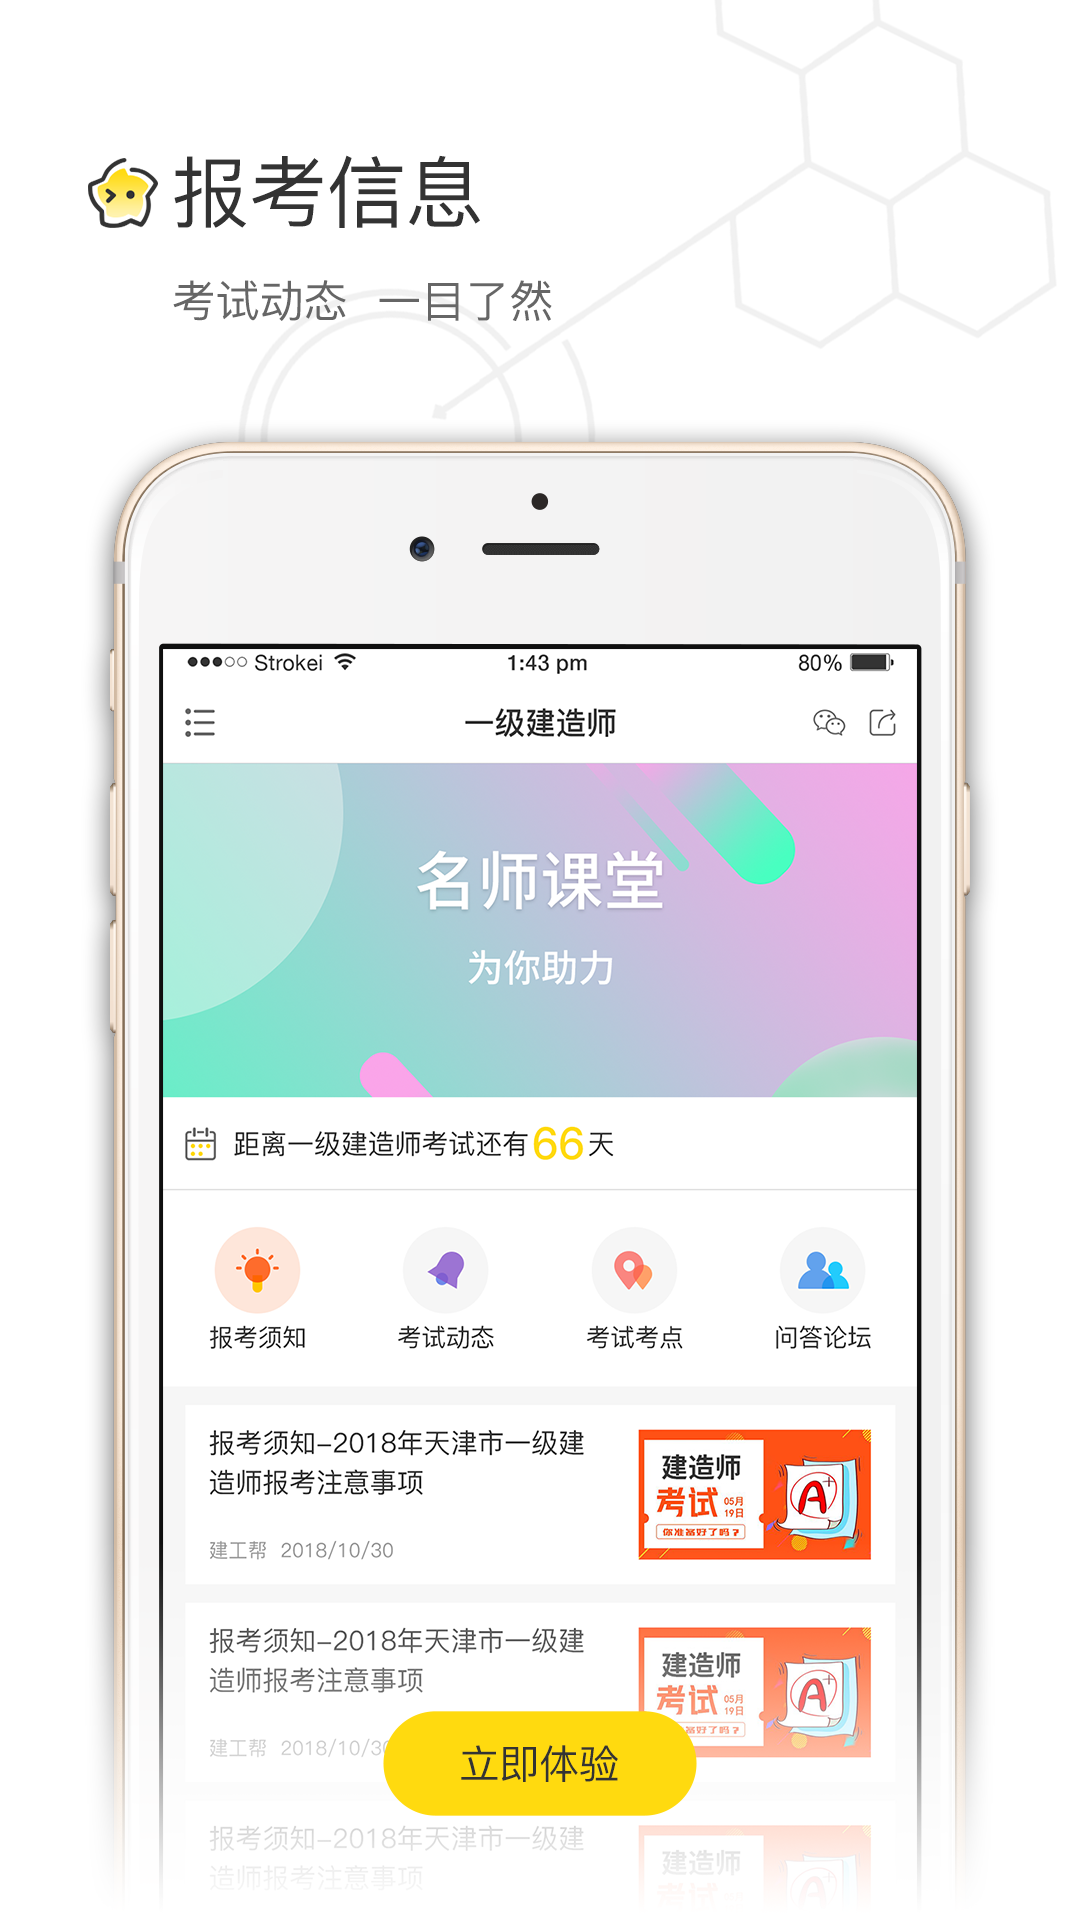 报考信息
考试动态 一目了然
Strokei 1:43 pm 80%
一级建造师
名师课堂
为你助力
距离一级建造师考试还有66天
报考须知 考试动态 考试考点 问答论坛
报考须知-2018年天津市一级建
造师报考注意事项
建工帮 2018/10/30
建造师
考试 05月
19日
你准备好了吗?
A+
报考须知-2018年天津市一级建
造师报考注意事项
建工帮 2018/10/30
建造师
考试 05月
19日
备好了吗?
A+
立即体验
报考须知-2018年天津市一级建
造师报考注意事项
建造师
考试